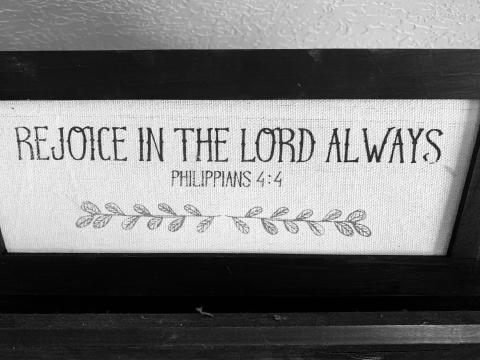 REJOICE IN THE LORD ALWAYS
PHILIPPIANS 4:4